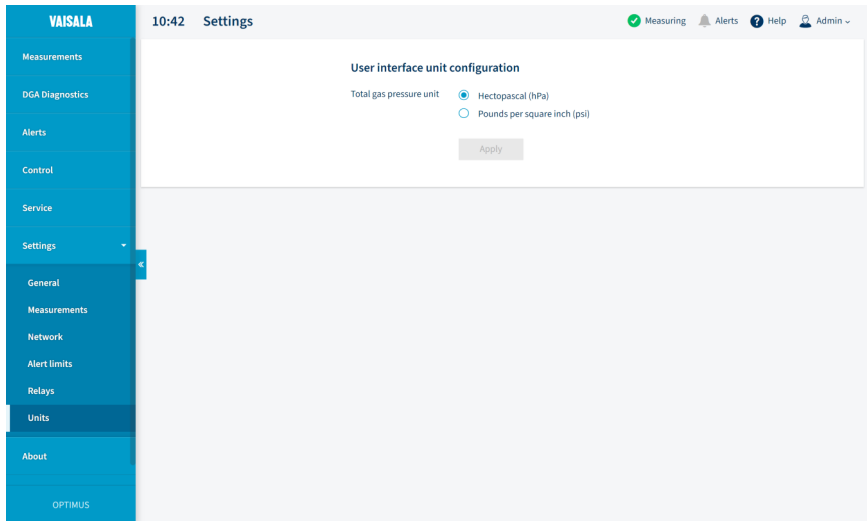 VAISALA
10:42 Settings
Measuring Alerts ? Help Admin
Measurements
DGA Diagnostics
Alerts
Control
Service
Settings
General
Measurements
Network
Alert limits
Relays
Units
About
OPTIMUS
User interface unit configuration
Total gas pressure unit Hectopascal (hPa)
Pounds per square inch (psi)
Apply